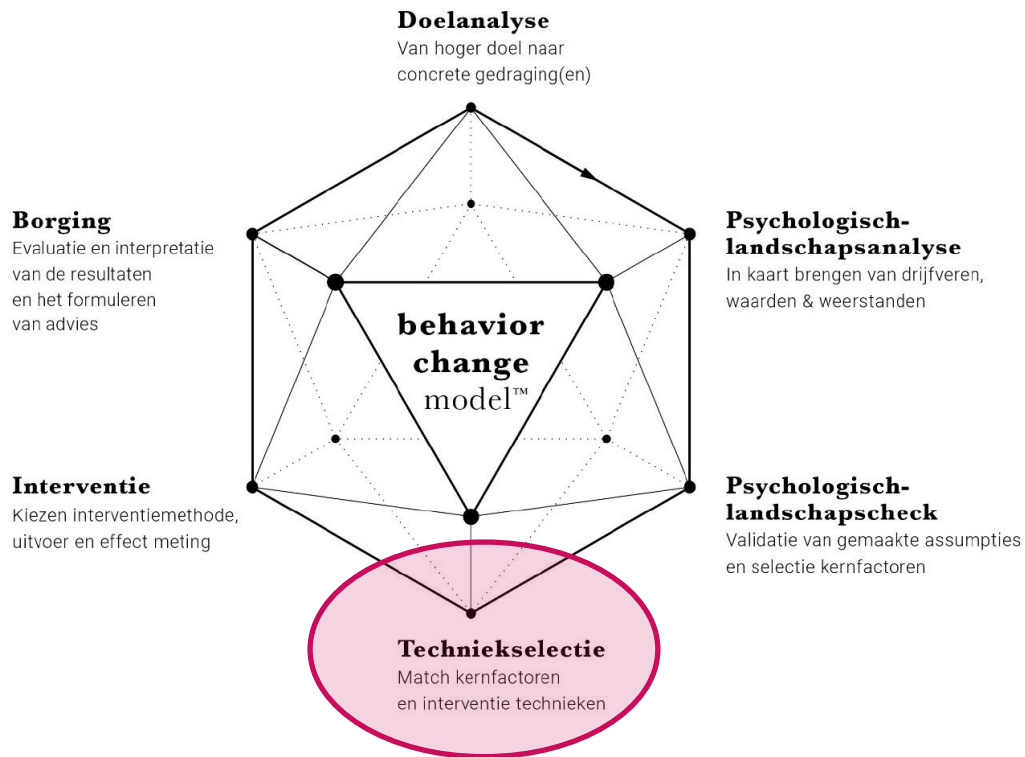 Doelanalyse
Van hoger doel naar
concrete gedraging(en)
Borging
Evaluatie en interpretatie
van de resultaten
en het formuleren
van advies
Psychologisch-
landschapsanalyse
In kaart brengen van drijfveren,
waarden & weerstanden
behavior
change
model™
Interventie
Kiezen interventiemethode,
uitvoer en effect meting
Psychologisch-
landschapscheck
Validatie van gemaakte assumpties
en selectie kernfactoren
Techniekselectie
Match kernfactoren
en interventie technieken